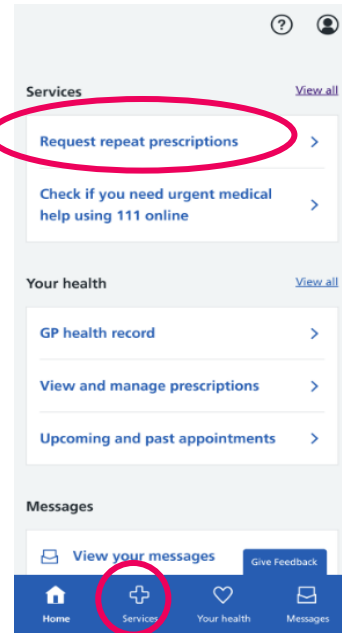 ?
Services View all
Request repeat prescriptions
Check if you need urgent medical
help using 111 online
Your health View all
GP health record
View and manage prescriptions
Upcoming and past appointments
Messages
View your messages
Give Feedback
Home Services Your health Messages